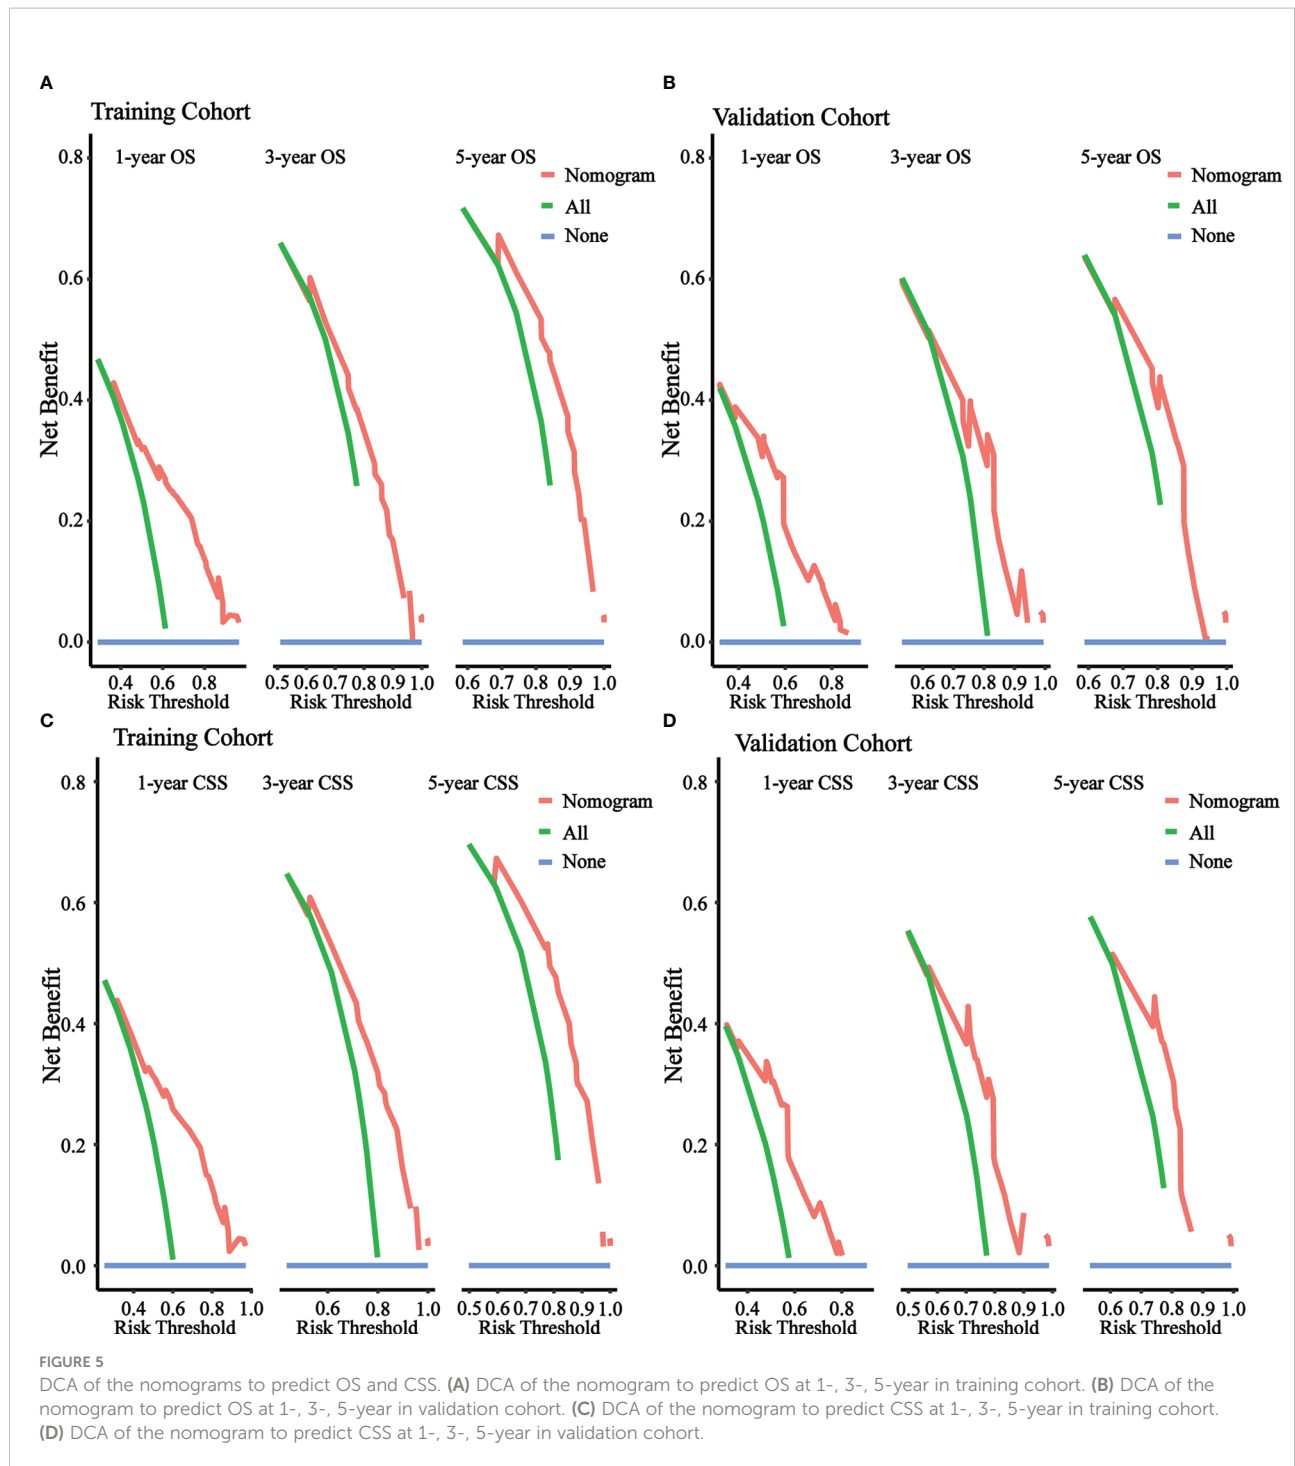 A
Training Cohort
1-year OS 3-year OS 5-year OS
Nomogram
All
None
0.8
0.6
0.4
0.2
0.0
Net Benefit
0.4 0.6 0.8
0.5 0.6 0.7 0.8 0.9 1.0
0.6 0.7 0.8 0.9 1.0
Risk Threshold Risk Threshold Risk Threshold
B
Validation Cohort
1-year OS 3-year OS 5-year OS
Nomogram
All
None
0.8
0.6
0.4
0.2
0.0
Net Benefit
0.4 0.6 0.8
0.6 0.7 0.8 0.9 1.0
0.6 0.7 0.8 0.9 1.0
Risk Threshold Risk Threshold Risk Threshold
C
Training Cohort
1-year CSS 3-year CSS 5-year CSS
Nomogram
All
None
0.8
0.6
0.4
0.2
0.0
Net Benefit
0.4 0.6 0.8 1.0
0.6 0.8 1.0
0.5 0.6 0.7 0.8 0.9 1.0
Risk Threshold Risk Threshold Risk Threshold
D
Validation Cohort
1-year CSS 3-year CSS 5-year CSS
Nomogram
All
None
0.8
0.6
0.4
0.2
0.0
Net Benefit
0.4 0.6 0.8
0.5 0.6 0.7 0.8 0.9 1.0
0.6 0.7 0.8 0.9 1.0
Risk Threshold Risk Threshold Risk Threshold
FIGURE 5
DCA of the nomograms to predict OS and CSS. (A) DCA of the nomogram to predict OS at 1-, 3-, 5-year in training cohort. (B) DCA of the
nomogram to predict OS at 1-, 3-, 5-year in validation cohort. (C) DCA of the nomogram to predict CSS at 1-, 3-, 5-year in training cohort.
(D) DCA of the nomogram to predict CSS at 1-, 3-, 5-year in validation cohort.